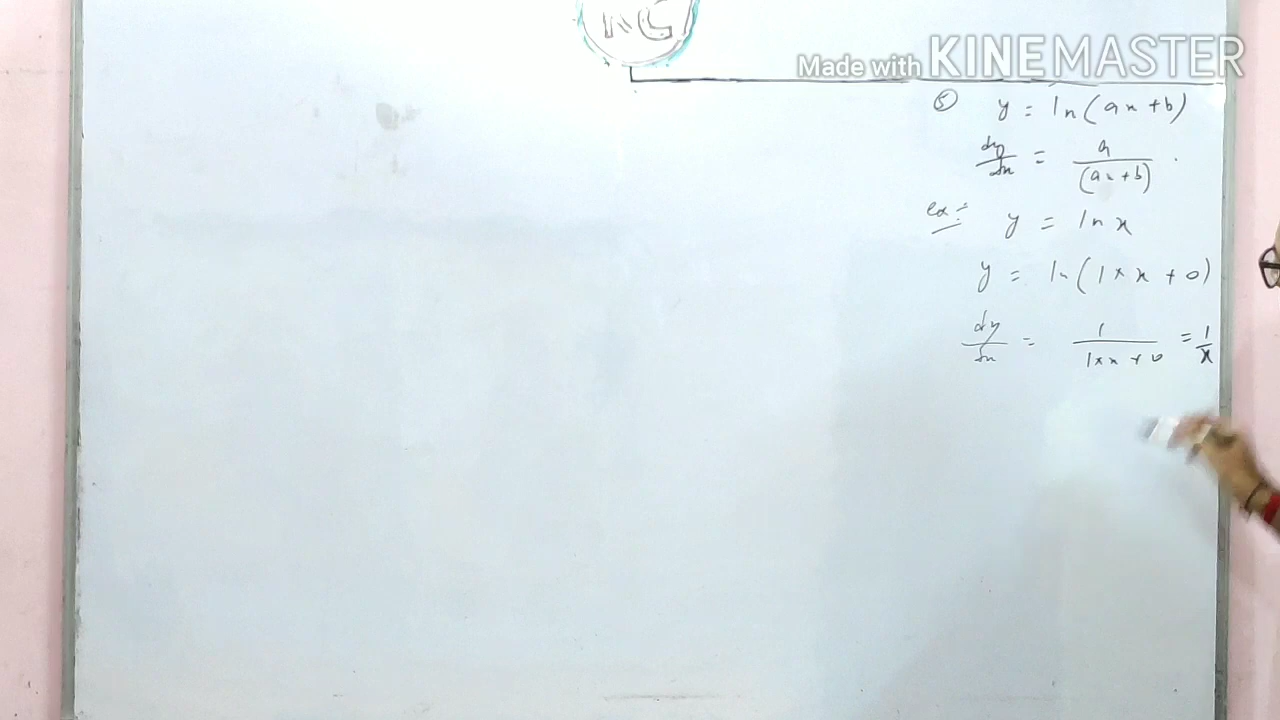 NC
Made with KINEMASTER
⑤ y = ln(ax+b)
dy/dx = a/(ax+b) .
ex:- y = ln x
y = ln(1×x+0)
dy/dx = 1/(1×x+0) = 1/x